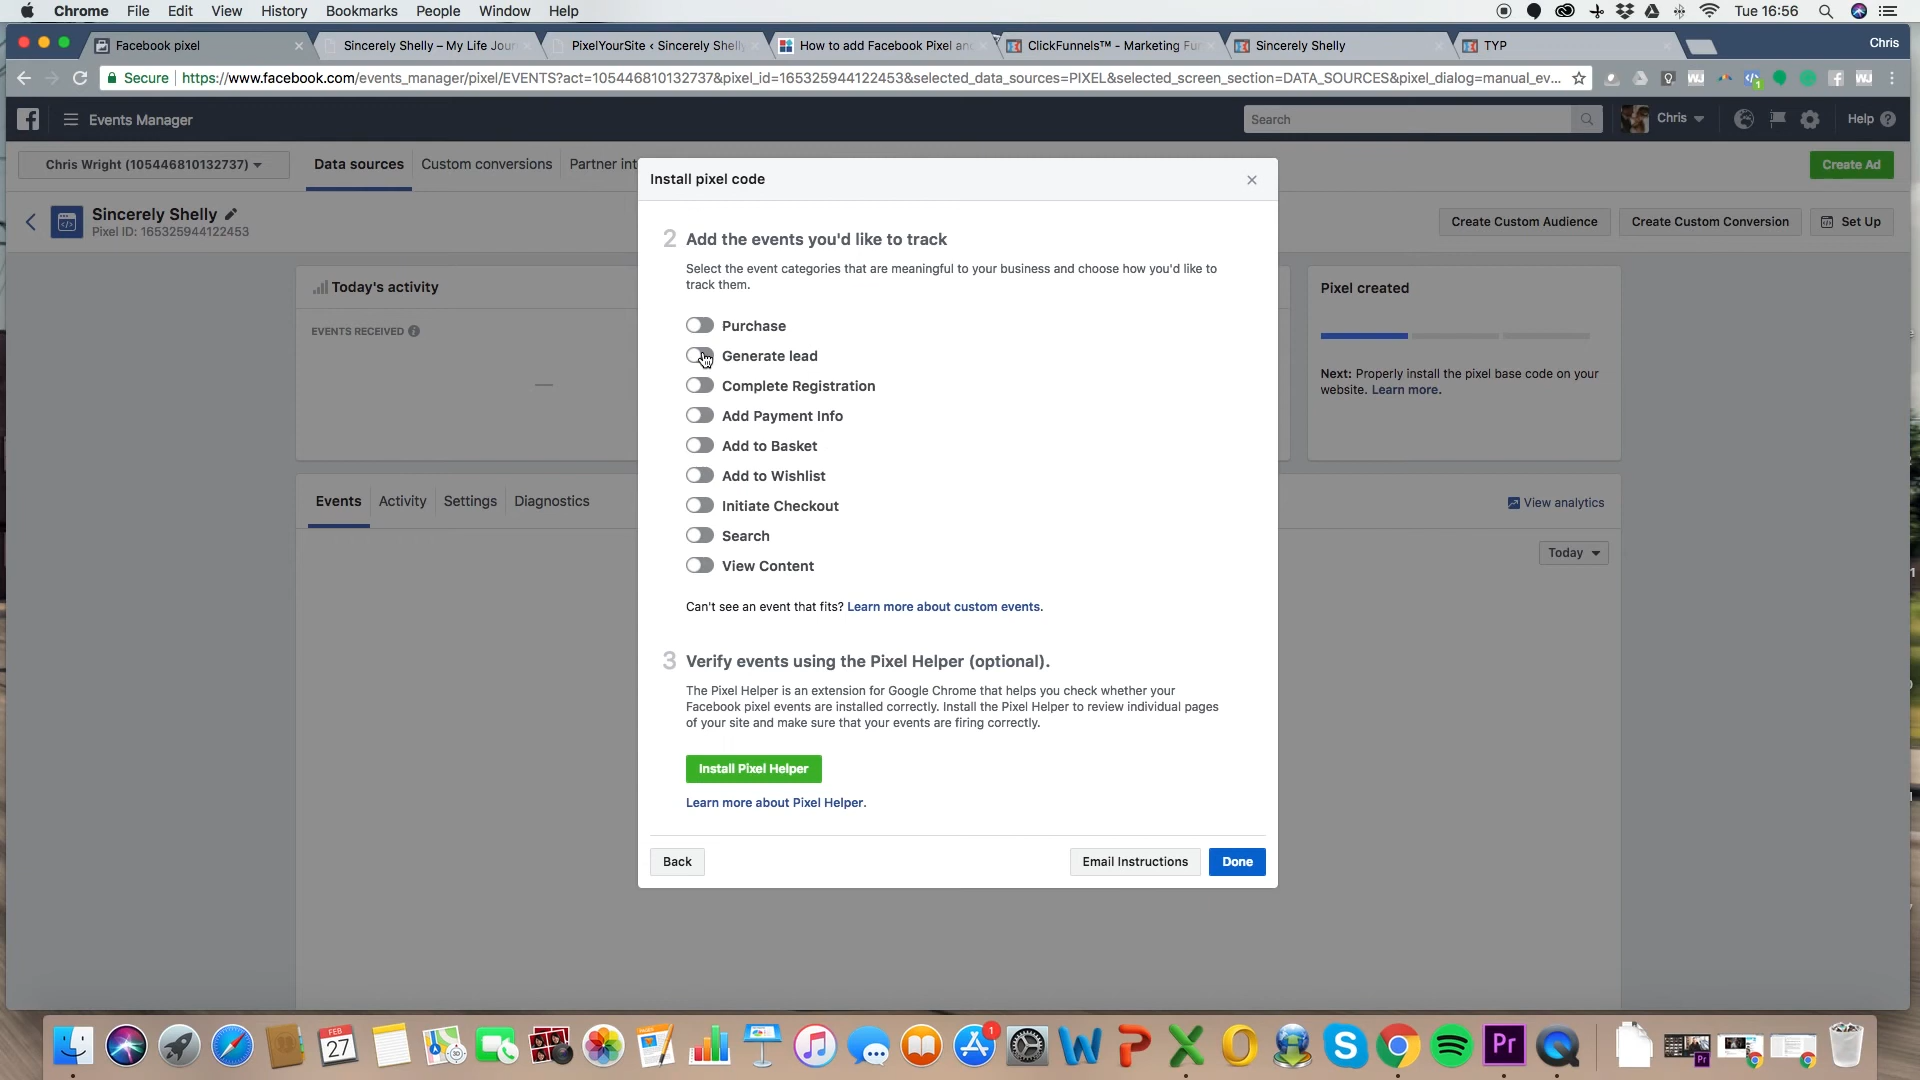 Chrome File Edit View History Bookmarks People Window Help Tue 16:56
Facebook pixel
Sincerely Shelly – My Life Jour
PixelYourSite ‹ Sincerely Shelly
How to add Facebook Pixel an
ClickFunnels™ - Marketing Fu
Sincerely Shelly
TYP
Chris
Secure https://www.facebook.com/events_manager/pixel/EVENTS?act=105446810132737&pixel_id=165325944122453&selected_data_sources=PIXEL&selected_screen_section=DATA_SOURCES&pixel_dialog=manual_ev...
Events Manager
Search
Chris
Help
Chris Wright (105446810132737)
Data sources
Custom conversions
Partner int
Create Ad
Sincerely Shelly
Pixel ID: 165325944122453
Create Custom Audience
Create Custom Conversion
Set Up
Today's activity
EVENTS RECEIVED
Pixel created
Next: Properly install the pixel base code on your
website. Learn more.
Events Activity Settings Diagnostics
View analytics
Today
Install pixel code
2 Add the events you'd like to track
Select the event categories that are meaningful to your business and choose how you'd like to
track them.
Purchase
Generate lead
Complete Registration
Add Payment Info
Add to Basket
Add to Wishlist
Initiate Checkout
Search
View Content
Can't see an event that fits? Learn more about custom events.
3 Verify events using the Pixel Helper (optional).
The Pixel Helper is an extension for Google Chrome that helps you check whether your
Facebook pixel events are installed correctly. Install the Pixel Helper to review individual pages
of your site and make sure that your events are firing correctly.
Install Pixel Helper
Learn more about Pixel Helper.
Back
Email Instructions
Done
FEB
27
1
Pr